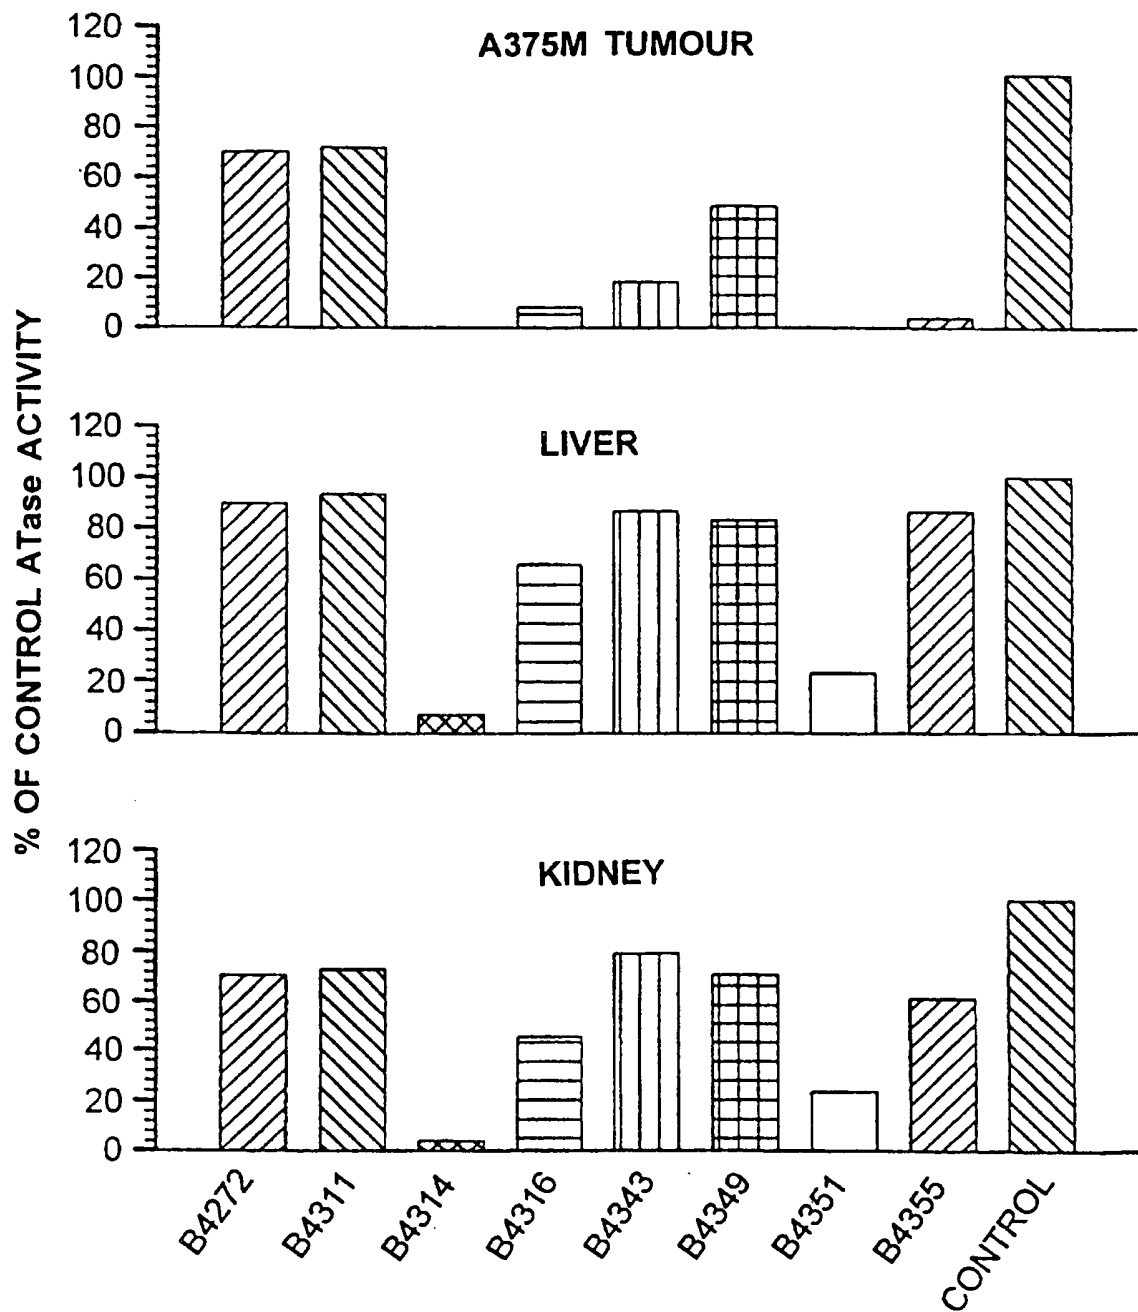 % OF CONTROL ATase ACTIVITY
A375M TUMOUR
120
100
80
60
40
20
0
LIVER
120
100
80
60
40
20
0
KIDNEY
120
100
80
60
40
20
0
B4272
B4311
B4314
B4316
B4343
B4349
B4351
B4355
CONTROL